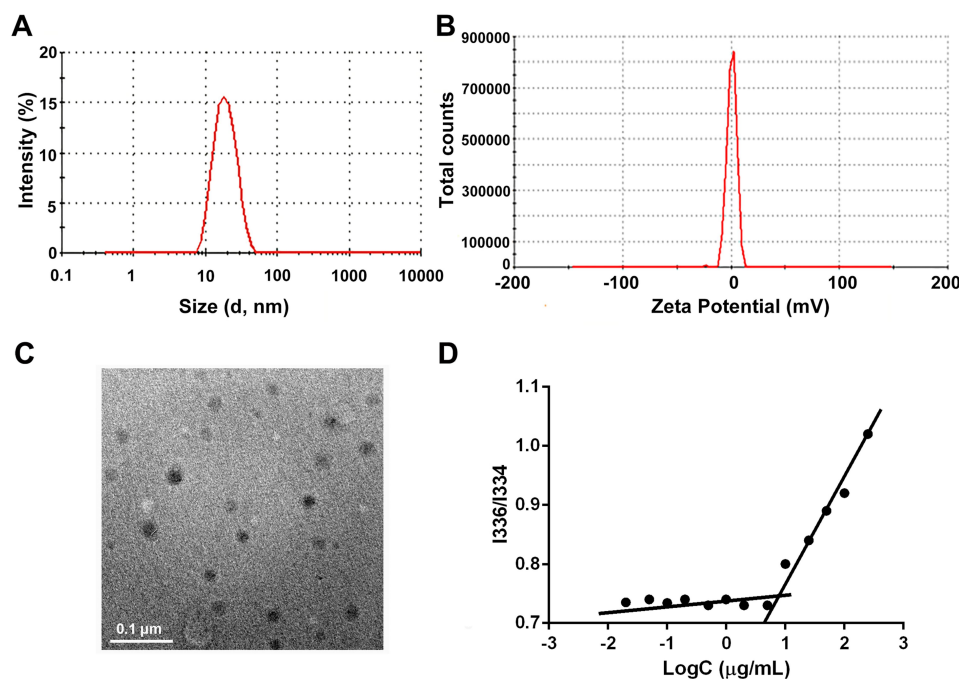 A
Intensity (%)
20
15
10
5
0
0.1 1 10 100 1000 10000
Size (d, nm)
B
Total counts
900000
700000
500000
300000
100000
0
-200 -100 0 100 200
Zeta Potential (mV)
C
0.1 µm
D
I336/I334
1.1
1.0
0.9
0.8
0.7
-3 -2 -1 0 1 2 3
LogC (µg/mL)